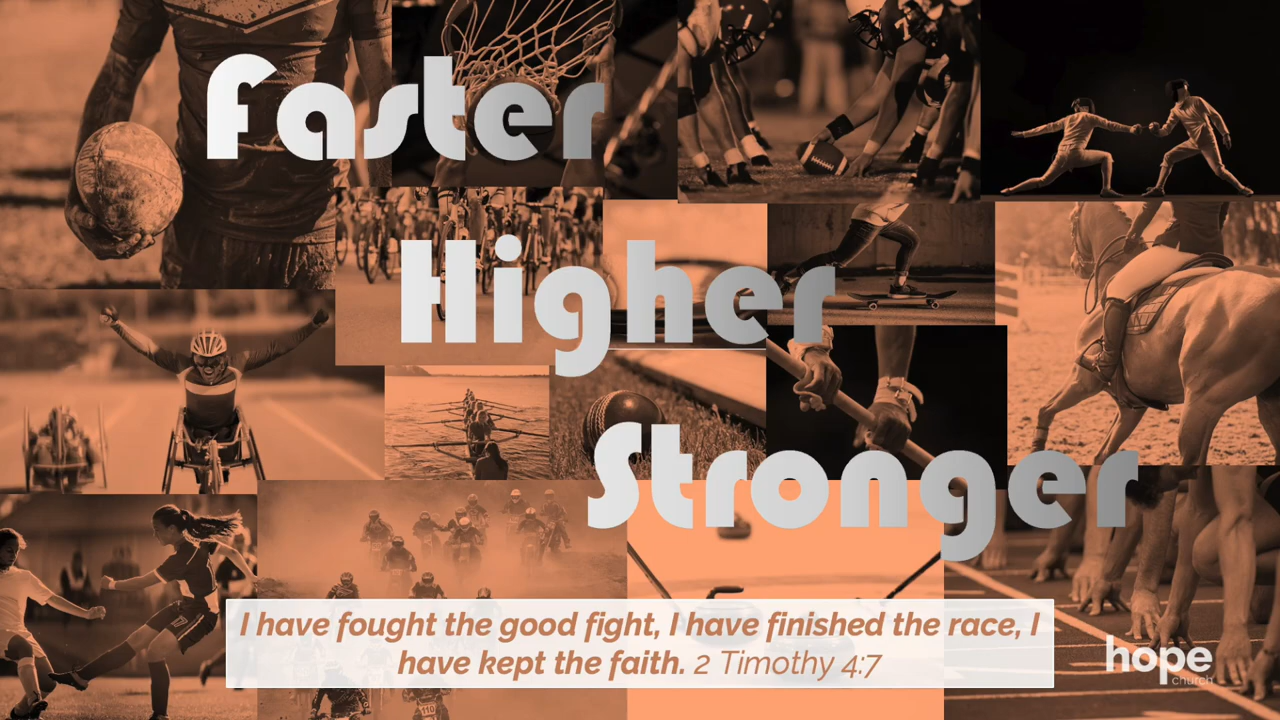 Faster
Higher
Stronger
I have fought the good fight, I have finished the race, I
have kept the faith. 2 Timothy 4:7
hope
church
110